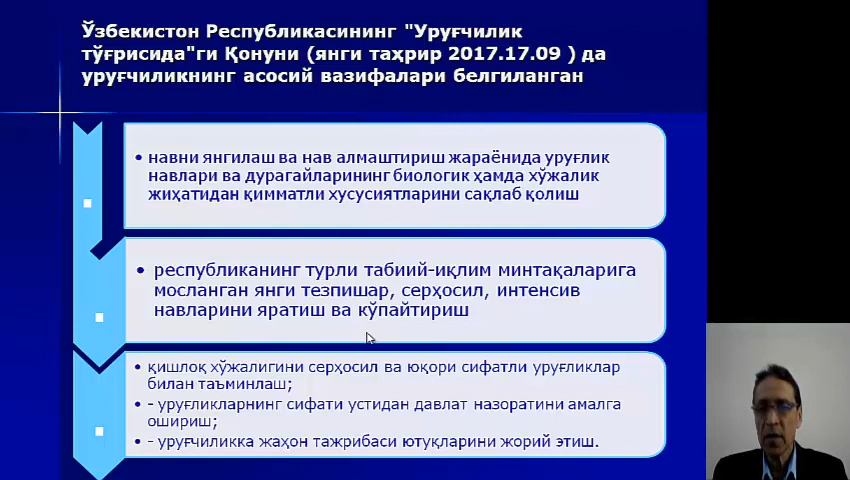 Ўзбекистон Республикасининг "Уруғчилик
тўғрисида"ги Қонуни (янги таҳрир 2017.17.09 ) да
уруғчиликнинг асосий вазифалари белгиланган
• навни янгилаш ва нав алмаштириш жараёнида уруғлик
навлари ва дурагайларининг биологик ҳамда хўжалик
жиҳатидан қимматли хусусиятларини сақлаб қолиш
• республиканинг турли табиий-иқлим минтақаларига
мосланган янги тезпишар, серҳосил, интенсив
навларини яратиш ва кўпайтириш
• қишлоқ хўжалигини серҳосил ва юқори сифатли уруғликлар
билан таъминлаш;
• - уруғликларнинг сифати устидан давлат назоратини амалга
ошириш;
• - уруғчиликка жаҳон тажрибаси ютуқларини жорий этиш.